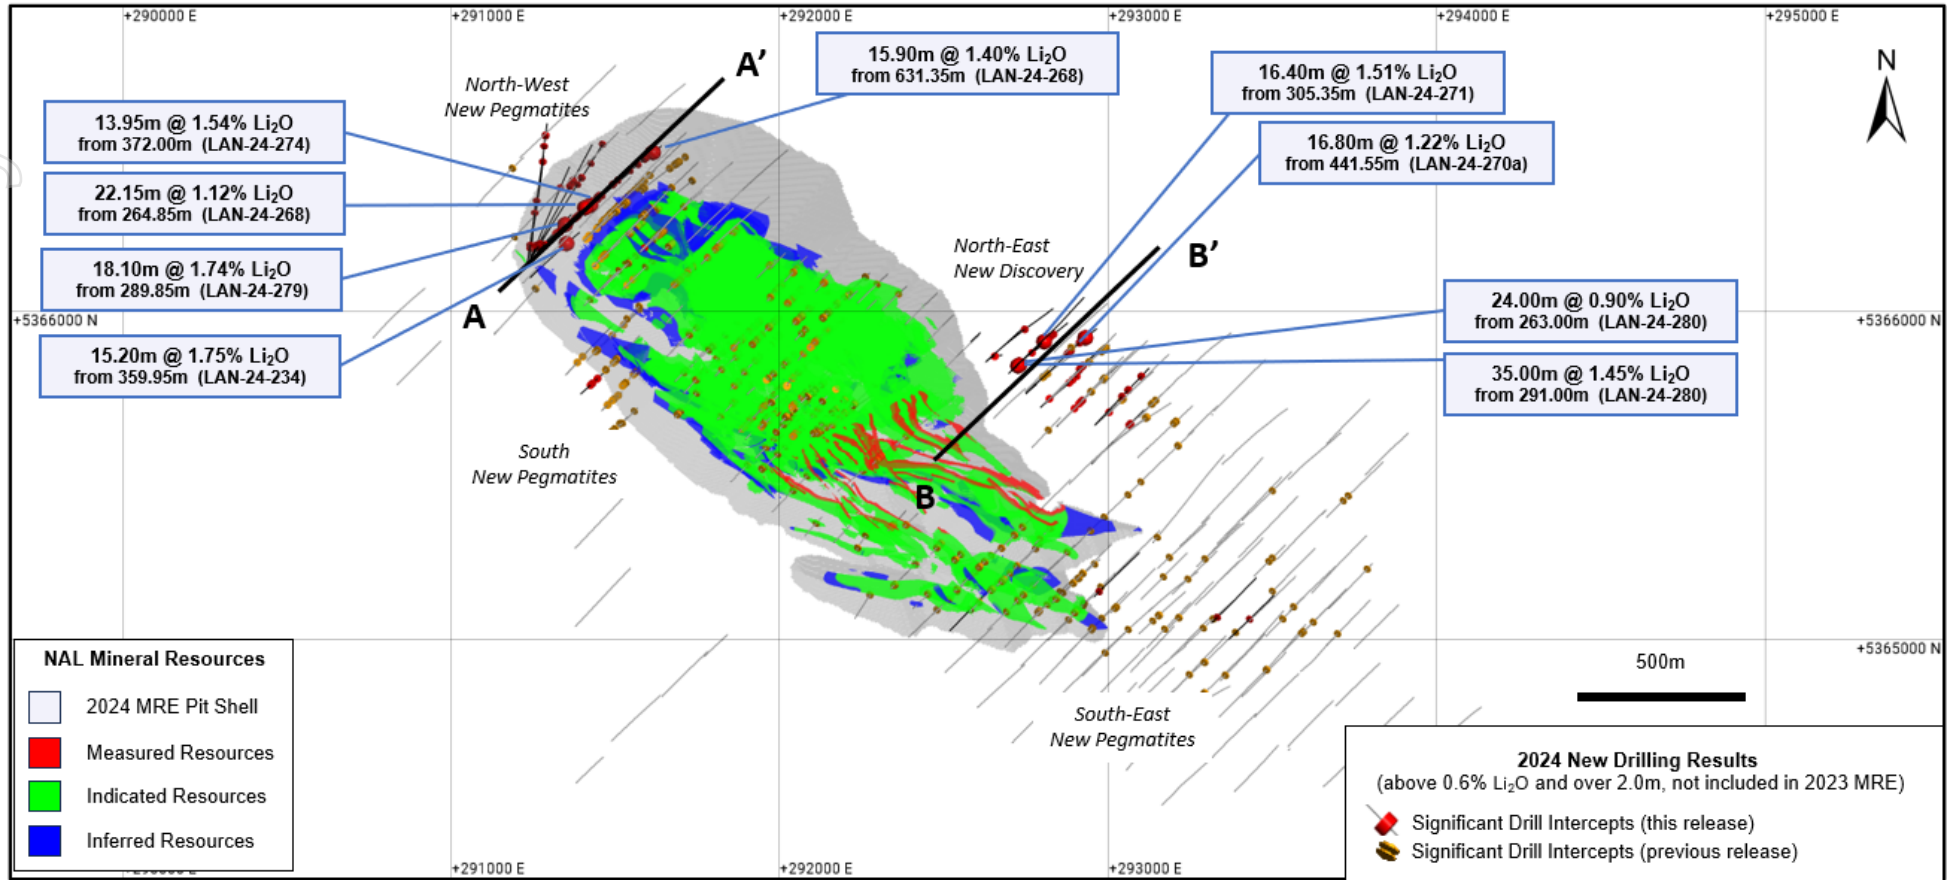 +290000 E
+291000 E
+292000 E
+293000 E
+294000 E
+295000 E
15.90m @ 1.40% Li₂O
from 631.35m (LAN-24-268)
A’
North-West
New Pegmatites
16.40m @ 1.51% Li₂O
from 305.35m (LAN-24-271)
N
13.95m @ 1.54% Li₂O
from 372.00m (LAN-24-274)
16.80m @ 1.22% Li₂O
from 441.55m (LAN-24-270a)
22.15m @ 1.12% Li₂O
from 264.85m (LAN-24-268)
North-East
New Discovery
B’
18.10m @ 1.74% Li₂O
from 289.85m (LAN-24-279)
A
24.00m @ 0.90% Li₂O
from 263.00m (LAN-24-280)
+5366000 N
+5366000 N
15.20m @ 1.75% Li₂O
from 359.95m (LAN-24-234)
35.00m @ 1.45% Li₂O
from 291.00m (LAN-24-280)
South
New Pegmatites
B
+5365000 N
500m
South-East
New Pegmatites
NAL Mineral Resources
2024 MRE Pit Shell
Measured Resources
Indicated Resources
Inferred Resources
2024 New Drilling Results
(above 0.6% Li₂O and over 2.0m, not included in 2023 MRE)
Significant Drill Intercepts (this release)
Significant Drill Intercepts (previous release)
+291000 E
+292000 E
+293000 E